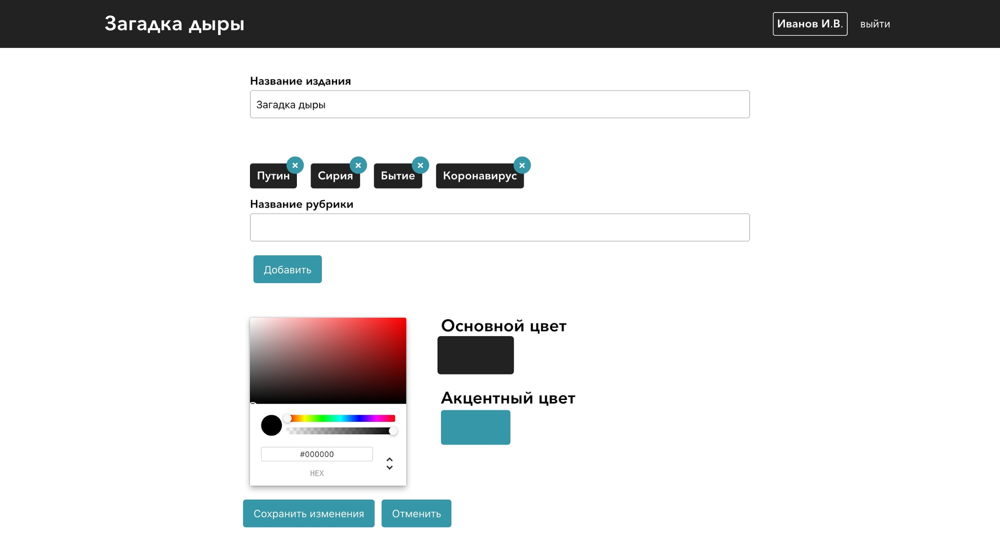 Загадка дыры
Иванов И.В. выйти
Название издания
Загадка дыры
Путин Сирия Бытие Коронавирус
Название рубрики
Добавить
Основной цвет
Акцентный цвет
#000000
HEX
Сохранить изменения Отменить